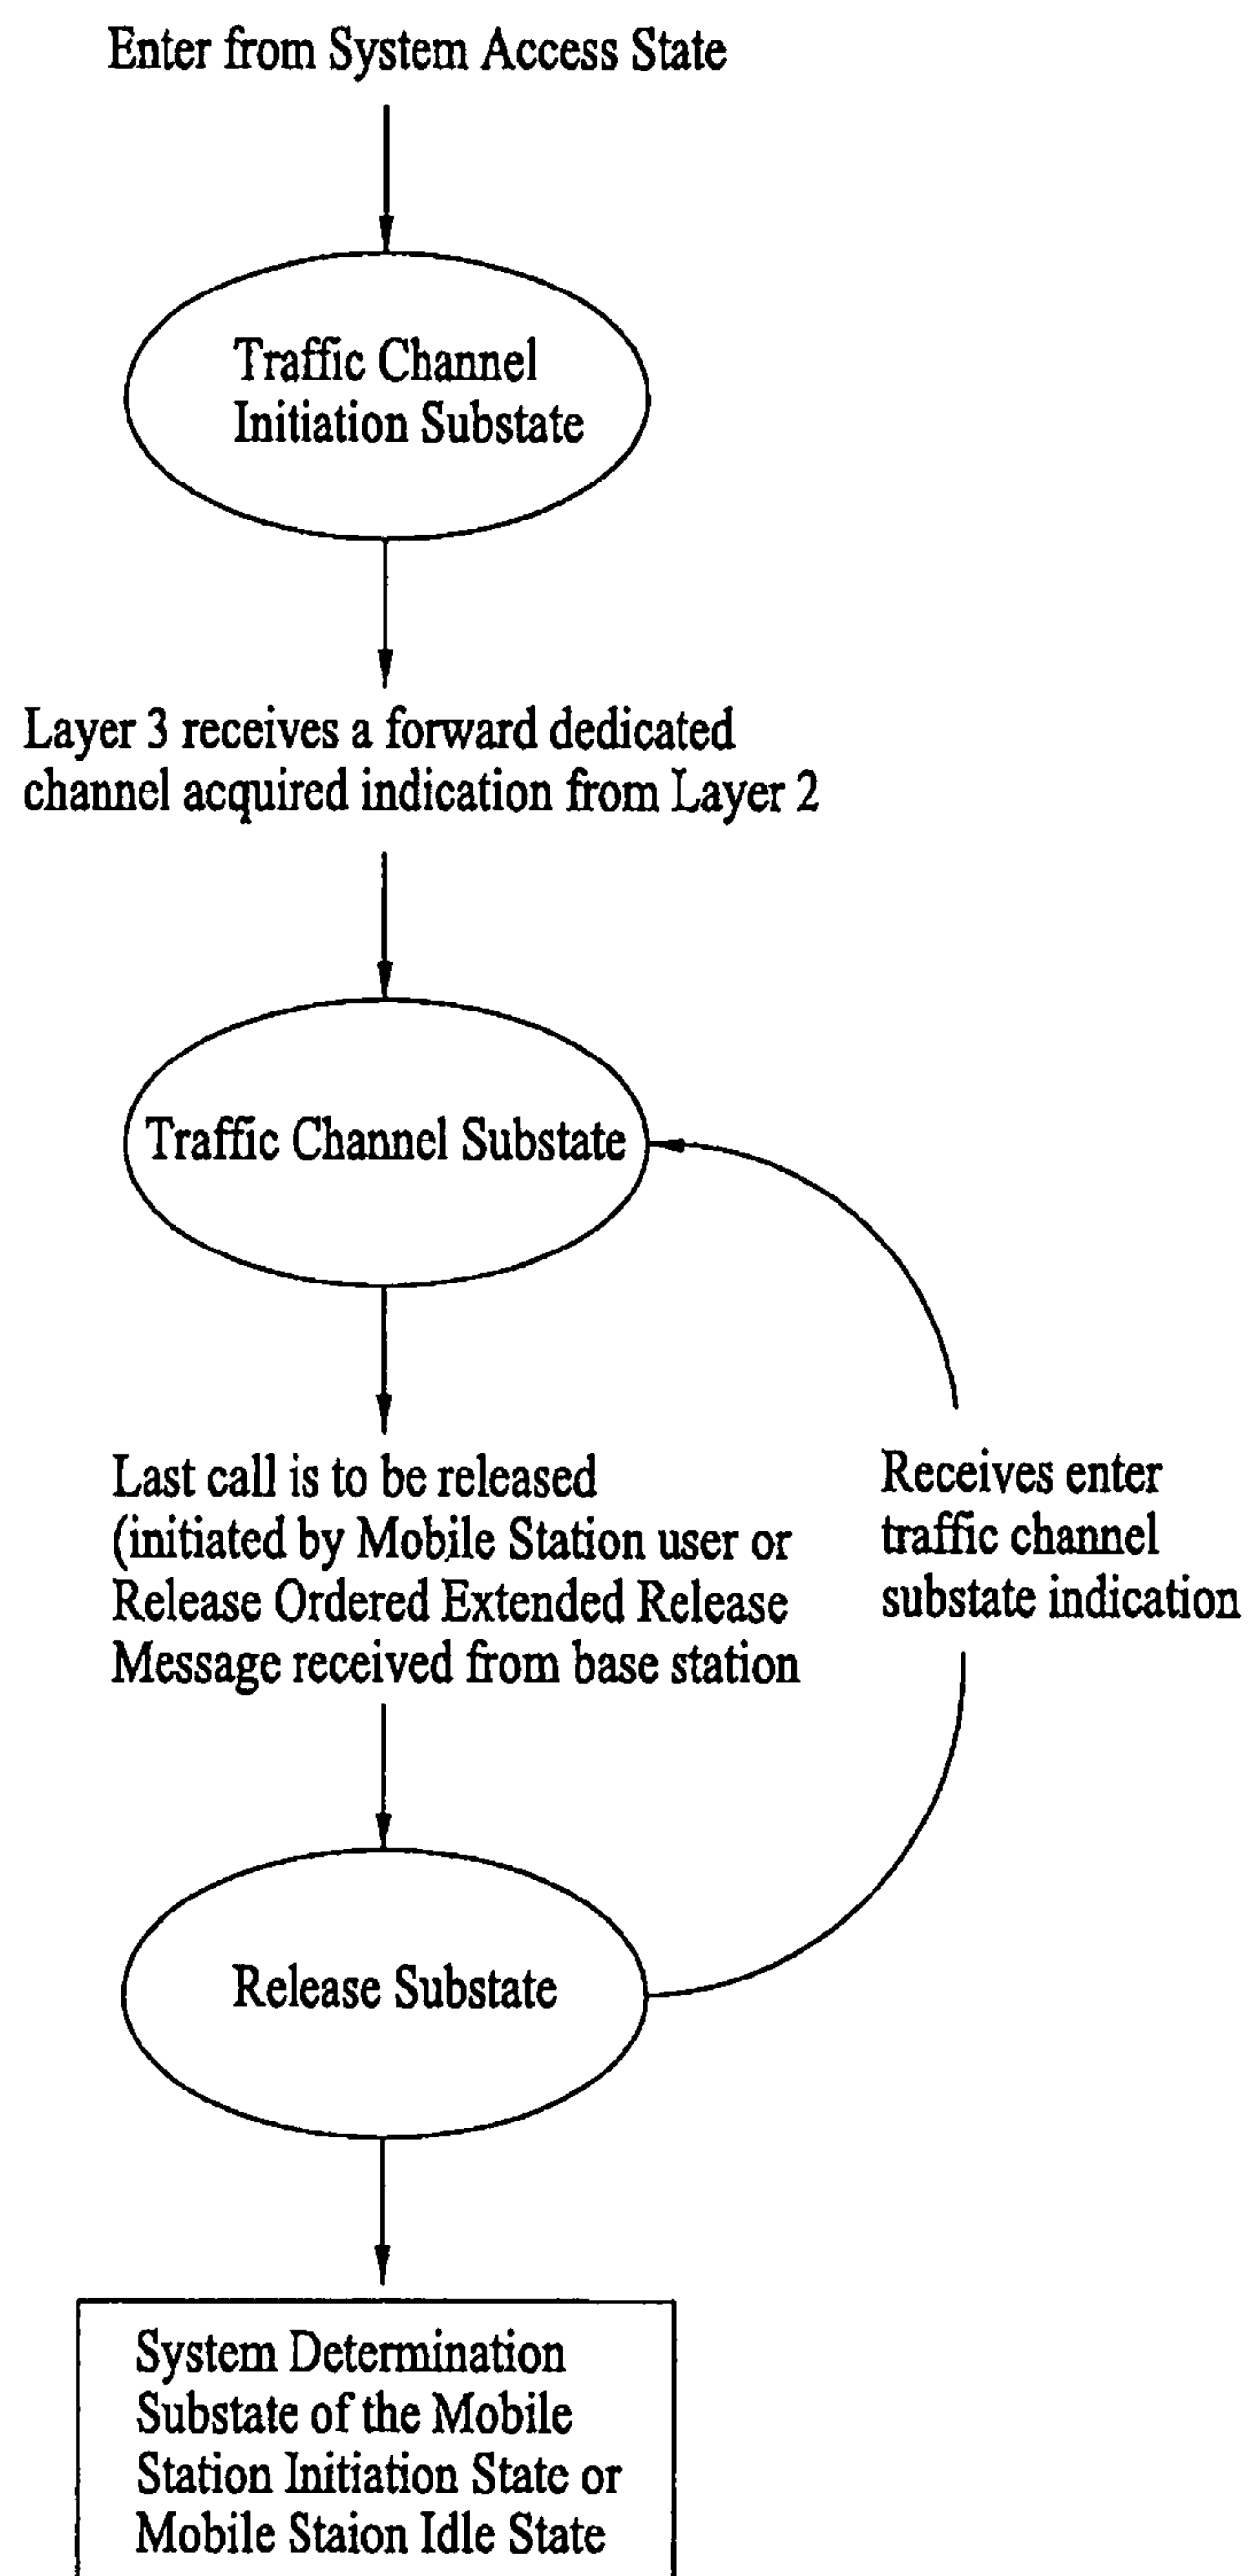 Enter from System Access State
Traffic Channel
Initiation Substate
Layer 3 receives a forward dedicated
channel acquired indication from Layer 2
Traffic Channel Substate
Last call is to be released
(initiated by Mobile Station user or
Release Ordered Extended Release
Message received from base station
Receives enter
traffic channel
substate indication
Release Substate
System Determination
Substate of the Mobile
Station Initiation State or
Mobile Staion Idle State